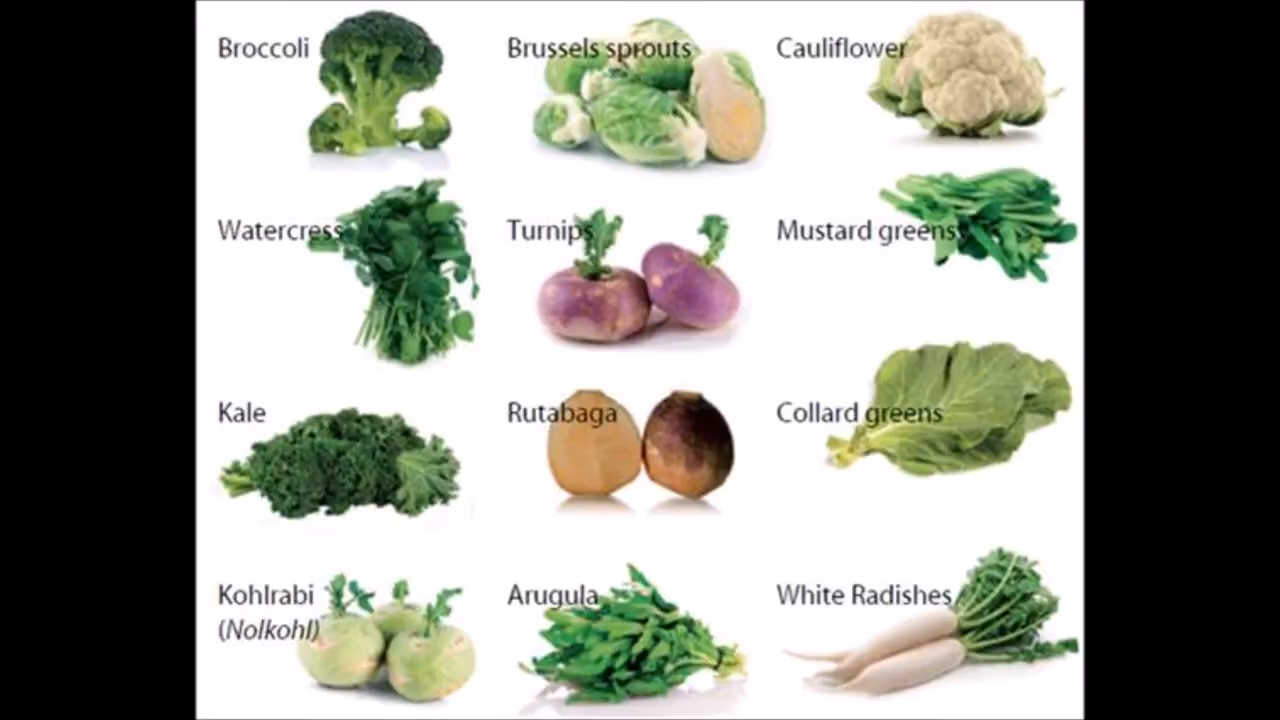 Broccoli
Brussels sprouts
Cauliflower
Watercress
Turnips
Mustard greens
Kale
Rutabaga
Collard greens
Kohlrabi
(Nolkohl)
Arugula
White Radishes